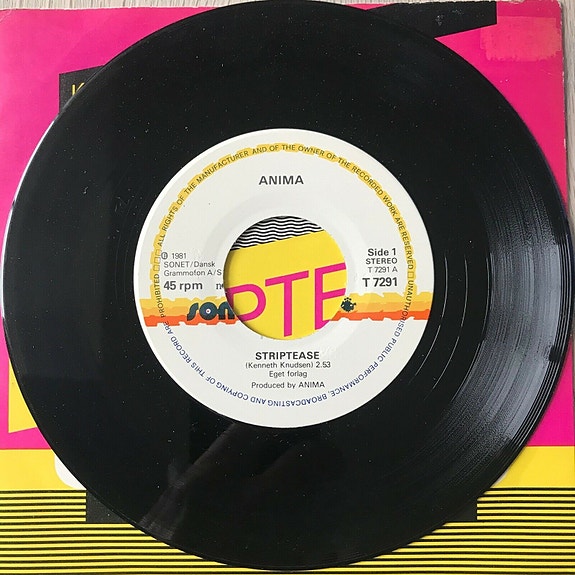 K
ALL RIGHTS OF THE MANUFACTURER AND OF THE OWNER OF THE RECORDED WORK ARE RESERVED □ UNAUTHORISED PUBLIC PERFORMANCE, BROADCASTING AND COPYING OF THIS RECORD ARE PROHIBITED □
ANIMA
℗ 1981
SONET/Dansk
Grammofon A/S
45 rpm n
Side 1
STEREO
T 7291 A
T 7291
son
PTE
STRIPTEASE
(Kenneth Knudsen) 2.53
Eget forlag
Produced by ANIMA